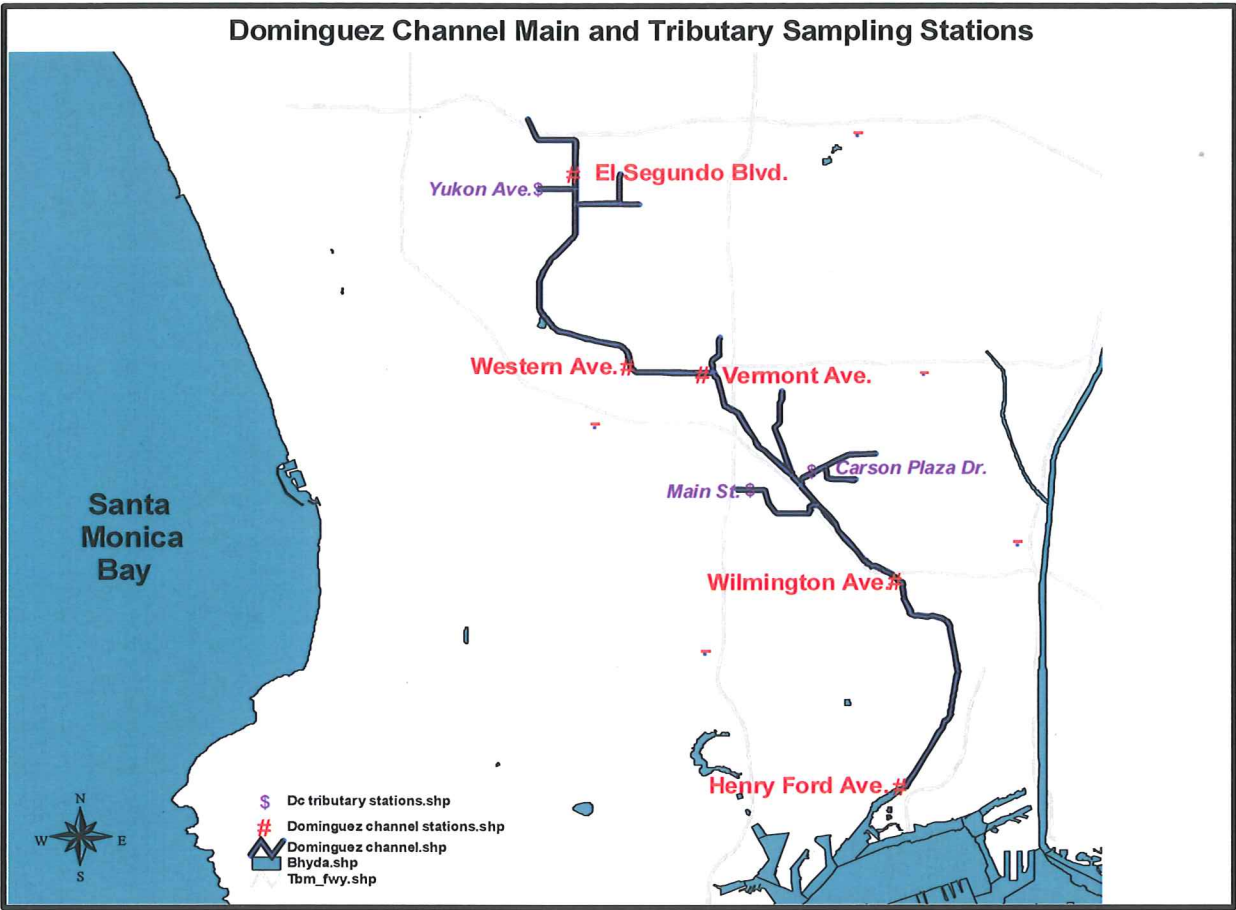 Dominguez Channel Main and Tributary Sampling Stations
# El Segundo Blvd.
Yukon Ave.$
Western Ave.#
# Vermont Ave.
$ Carson Plaza Dr.
Main St.$
Santa
Monica
Bay
Wilmington Ave.#
Henry Ford Ave.#
N
W E
S
$ Dc tributary stations.shp
# Dominguez channel stations.shp
Dominguez channel.shp
Bhyda.shp
Tbm_fwy.shp